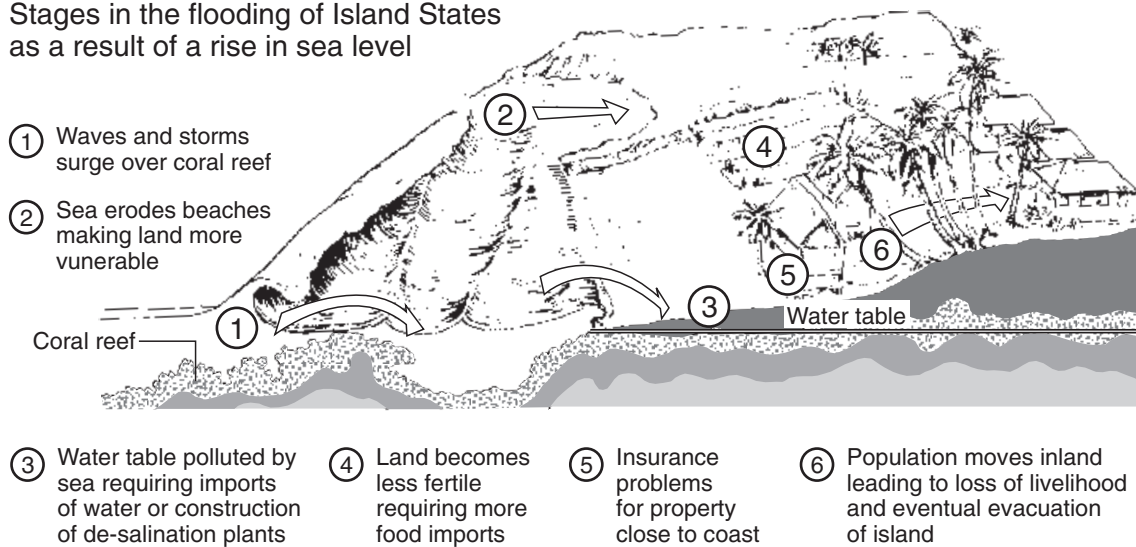 Stages in the flooding of Island States
as a result of a rise in sea level
1 Waves and storms
surge over coral reef
2 Sea erodes beaches
making land more
vunerable
2
4
6
5
3
1
Water table
Coral reef
3 Water table polluted by
sea requiring imports
of water or construction
of de-salination plants
4 Land becomes
less fertile
requiring more
food imports
5 Insurance
problems
for property
close to coast
6 Population moves inland
leading to loss of livelihood
and eventual evacuation
of island